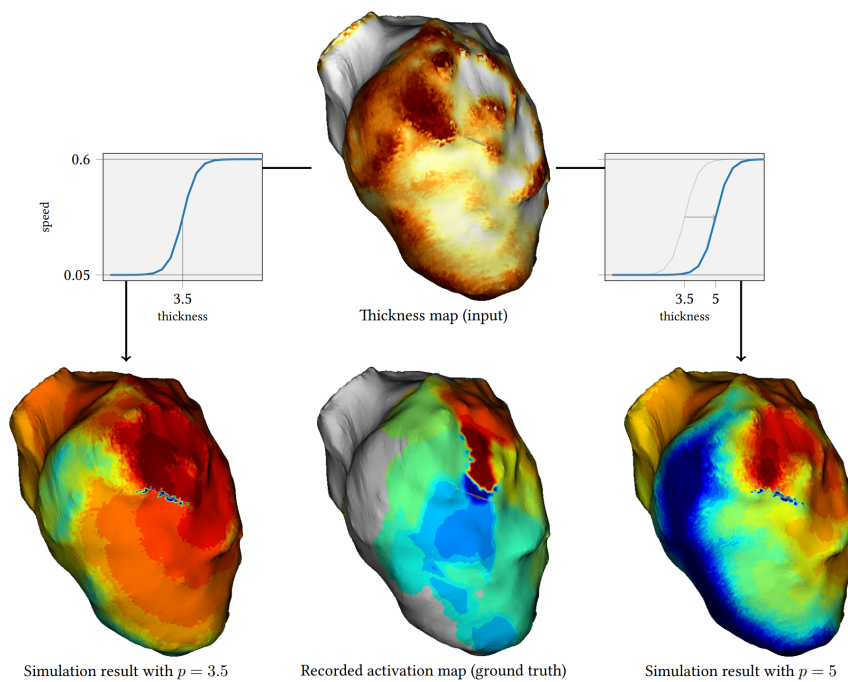 0.6
speed
0.05
3.5
thickness
Thickness map (input)
3.5 5
thickness
Simulation result with p = 3.5
Recorded activation map (ground truth)
Simulation result with p = 5